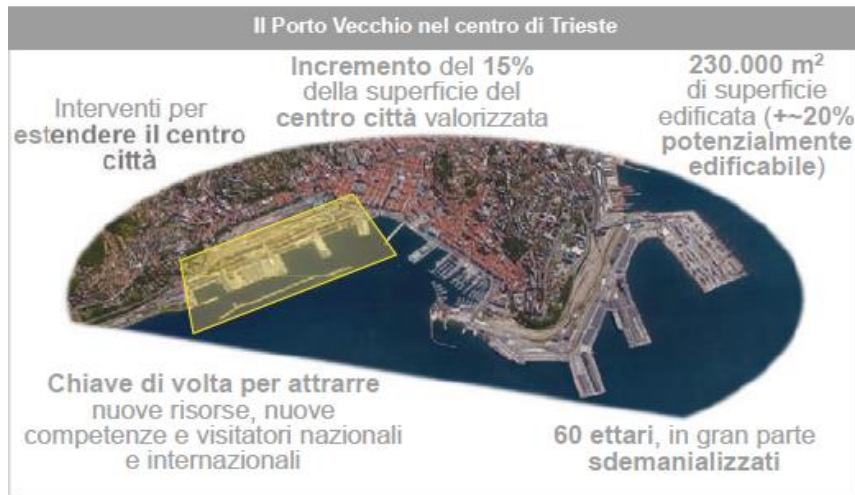 Il Porto Vecchio nel centro di Trieste
Interventi per
estendere il centro
città
Incremento del 15%
della superficie del
centro città valorizzata
230.000 m²
di superficie
edificata (+~20%
potenzialmente
edificabile)
Chiave di volta per attrarre
nuove risorse, nuove
competenze e visitatori nazionali
e internazionali
60 ettari, in gran parte
sdemanializzati